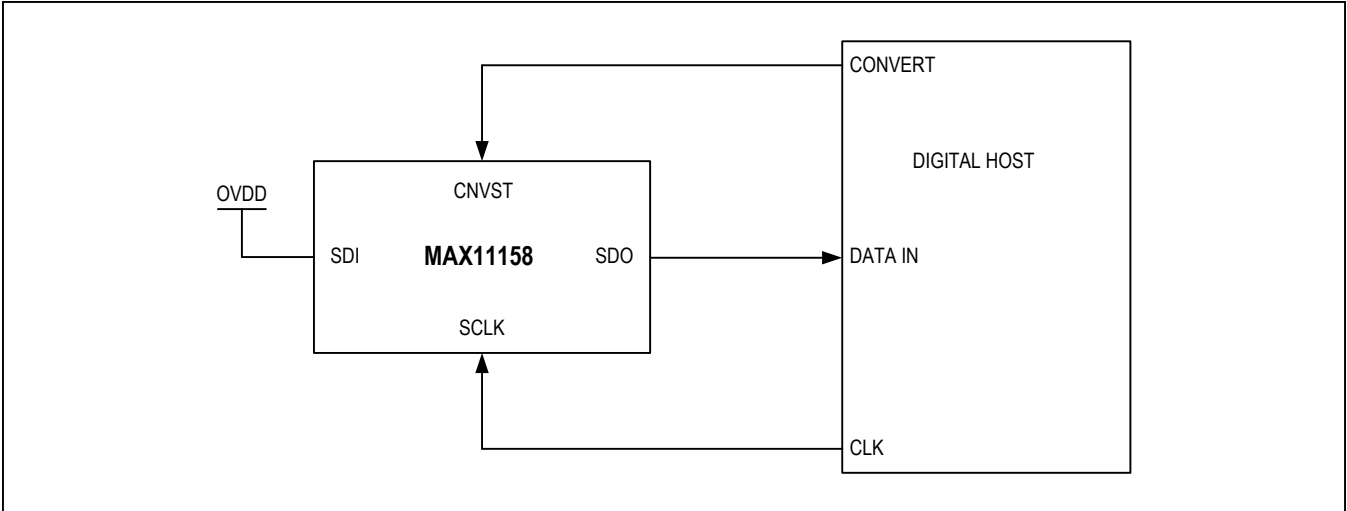 CONVERT
DIGITAL HOST
OVDD
CNVST
SDI
MAX11158
SDO
DATA IN
SCLK
CLK